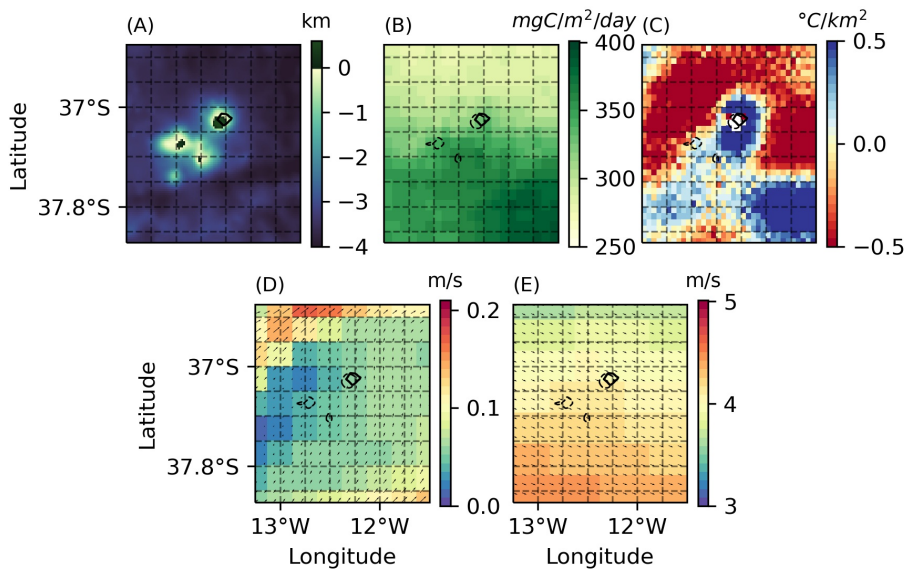 (A)
km
(B)
mgC/m²/day
(C)
°C/km²
Latitude
37°S
37.8°S
0
−1
−2
−3
−4
400
350
300
250
0.5
0.0
−0.5
(D)
m/s
(E)
m/s
Latitude
37°S
37.8°S
0.2
0.1
0.0
5
4
3
13°W
12°W
13°W
12°W
Longitude
Longitude